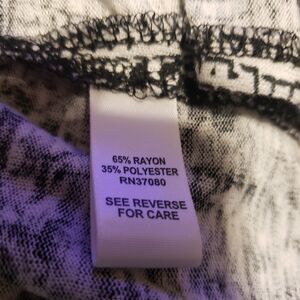 65% RAYON
35% POLYESTER
RN37080
SEE REVERSE
FOR CARE